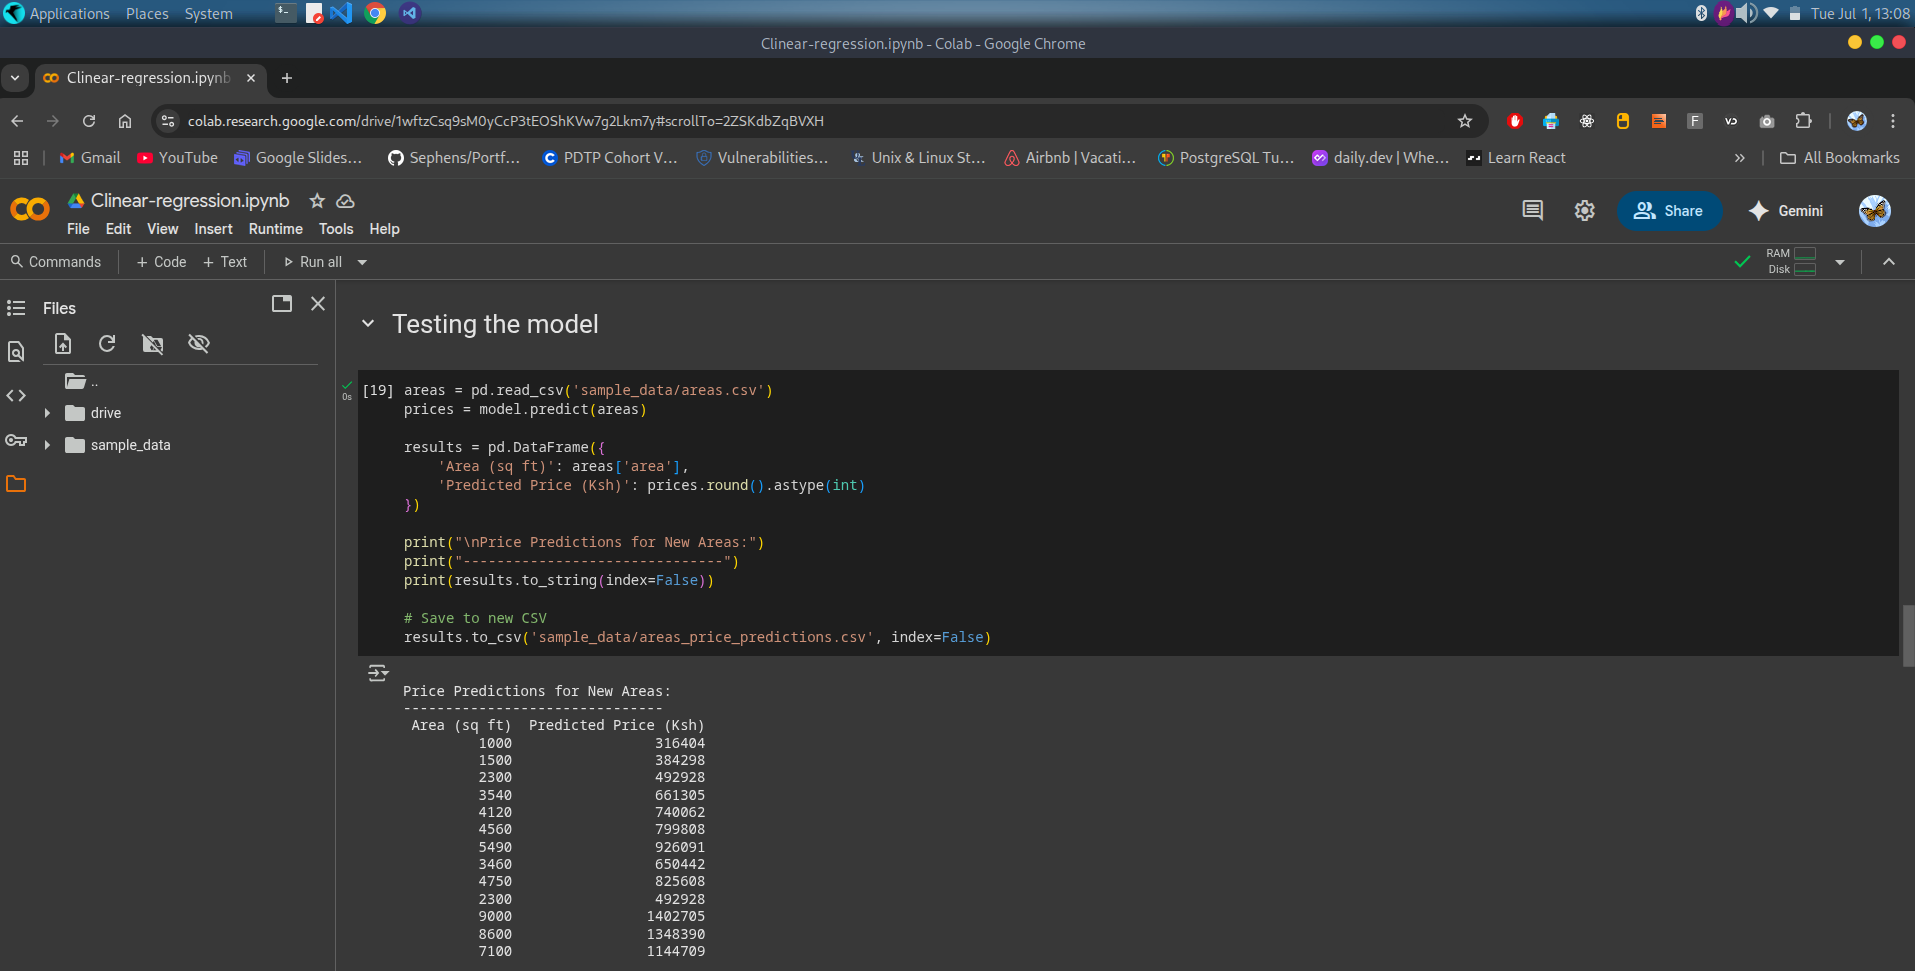 Applications Places System
Tue Jul 1, 13:08
Clinear-regression.ipynb - Colab - Google Chrome
Clinear-regression.ipynb
colab.research.google.com/drive/1wftzCsq9sM0yCcP3tEOShKVw7g2Lkm7y#scrollTo=2ZSKdbZqBVXH
Gmail YouTube Google Slides... Sephens/Portf... PDTP Cohort V... Vulnerabilities... Unix & Linux St... Airbnb | Vacati... PostgreSQL Tu... daily.dev | Whe... Learn React » All Bookmarks
Clinear-regression.ipynb
Share Gemini
File Edit View Insert Runtime Tools Help
Commands + Code + Text Run all
RAM
Disk
Files
..
drive
sample_data
Testing the model
0s
[19] areas = pd.read_csv('sample_data/areas.csv')
prices = model.predict(areas)
results = pd.DataFrame({
    'Area (sq ft)': areas['area'],
    'Predicted Price (Ksh)': prices.round().astype(int)
})
print("\nPrice Predictions for New Areas:")
print("-------------------------------")
print(results.to_string(index=False))
# Save to new CSV
results.to_csv('sample_data/areas_price_predictions.csv', index=False)
Price Predictions for New Areas:
-------------------------------
Area (sq ft)  Predicted Price (Ksh)
1000 316404
1500 384298
2300 492928
3540 661305
4120 740062
4560 799808
5490 926091
3460 650442
4750 825608
2300 492928
9000 1402705
8600 1348390
7100 1144709